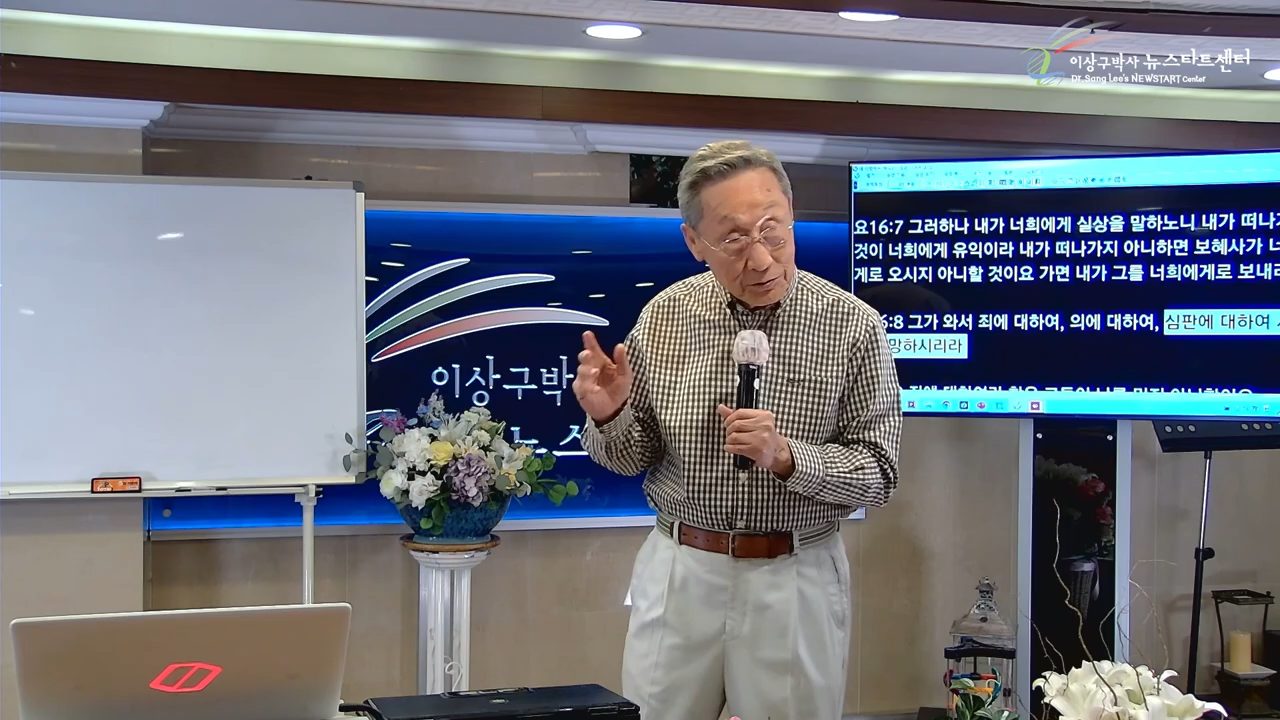 이상구박사 뉴스타트센터
Dr. Sang Lee's NEWSTART Center
요16:7 그러하나 내가 너희에게 실상을 말하노니 내가 떠나
것이 너희에게 유익이라 내가 떠나가지 아니하면 보혜사가
게로 오시지 아니할 것이요 가면 내가 그를 너희에게로 보내
6:8 그가 와서 죄에 대하여, 의에 대하여, 심판에 대하여
망하시리라
이상구박
뉴스